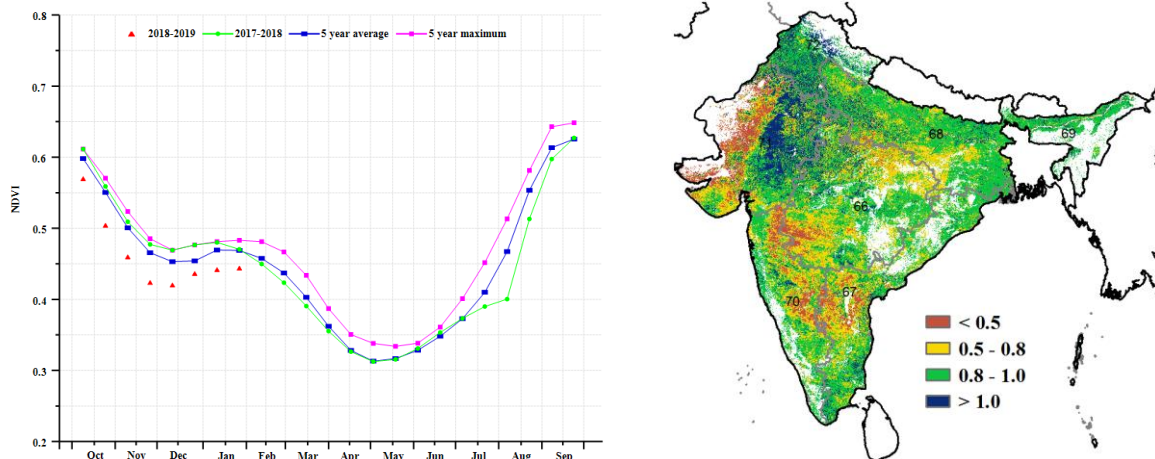 0.8
2018-2019 2017-2018 5 year average 5 year maximum
0.7
0.6
NDVI
0.5
0.4
0.3
0.2
Oct Nov Dec Jan Feb Mar Apr May Jun Jul Aug Sep
68
69
66
67
70
< 0.5
0.5 - 0.8
0.8 - 1.0
> 1.0